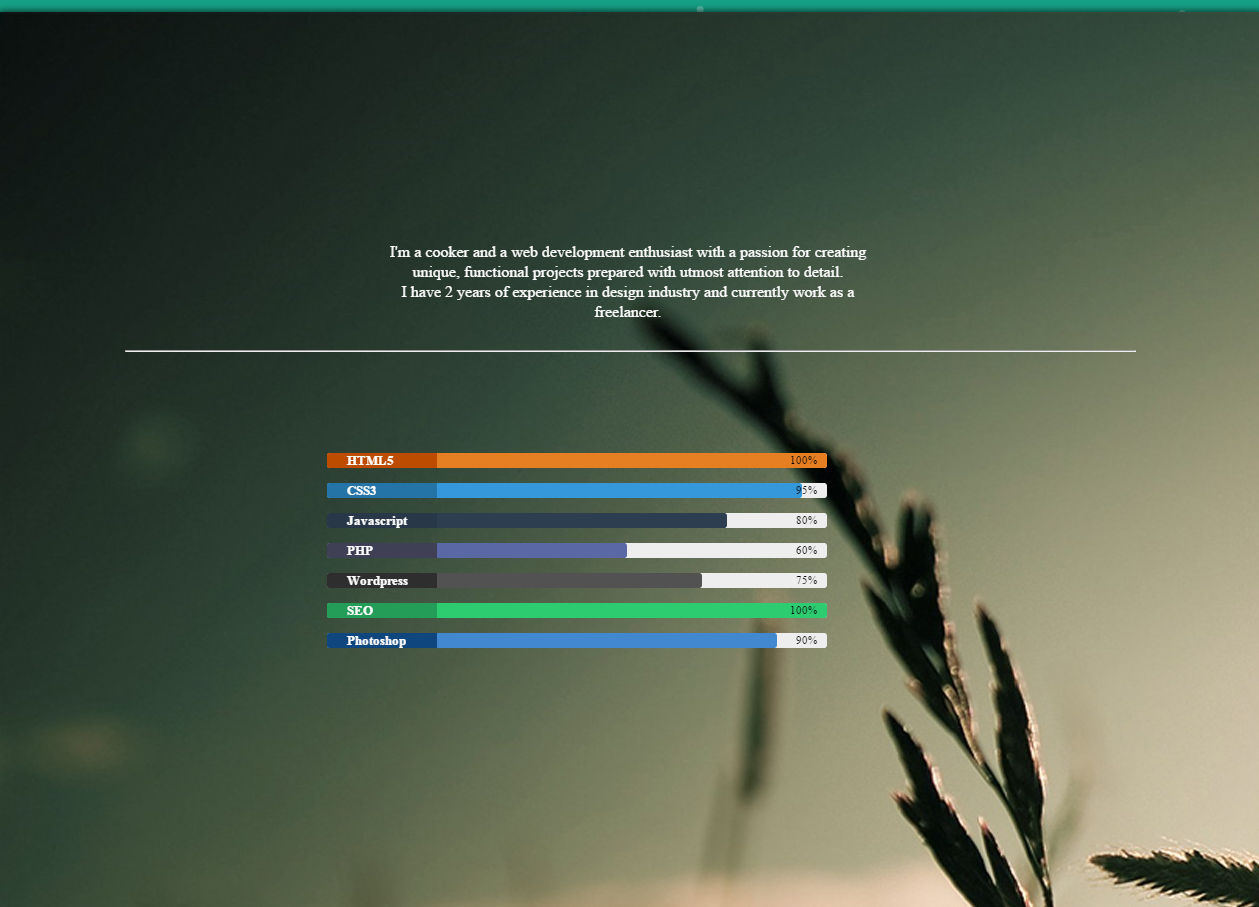 I'm a cooker and a web development enthusiast with a passion for creating
unique, functional projects prepared with utmost attention to detail.
I have 2 years of experience in design industry and currently work as a
freelancer.
HTML5 100%
CSS3 95%
Javascript 80%
PHP 60%
Wordpress 75%
SEO 100%
Photoshop 90%